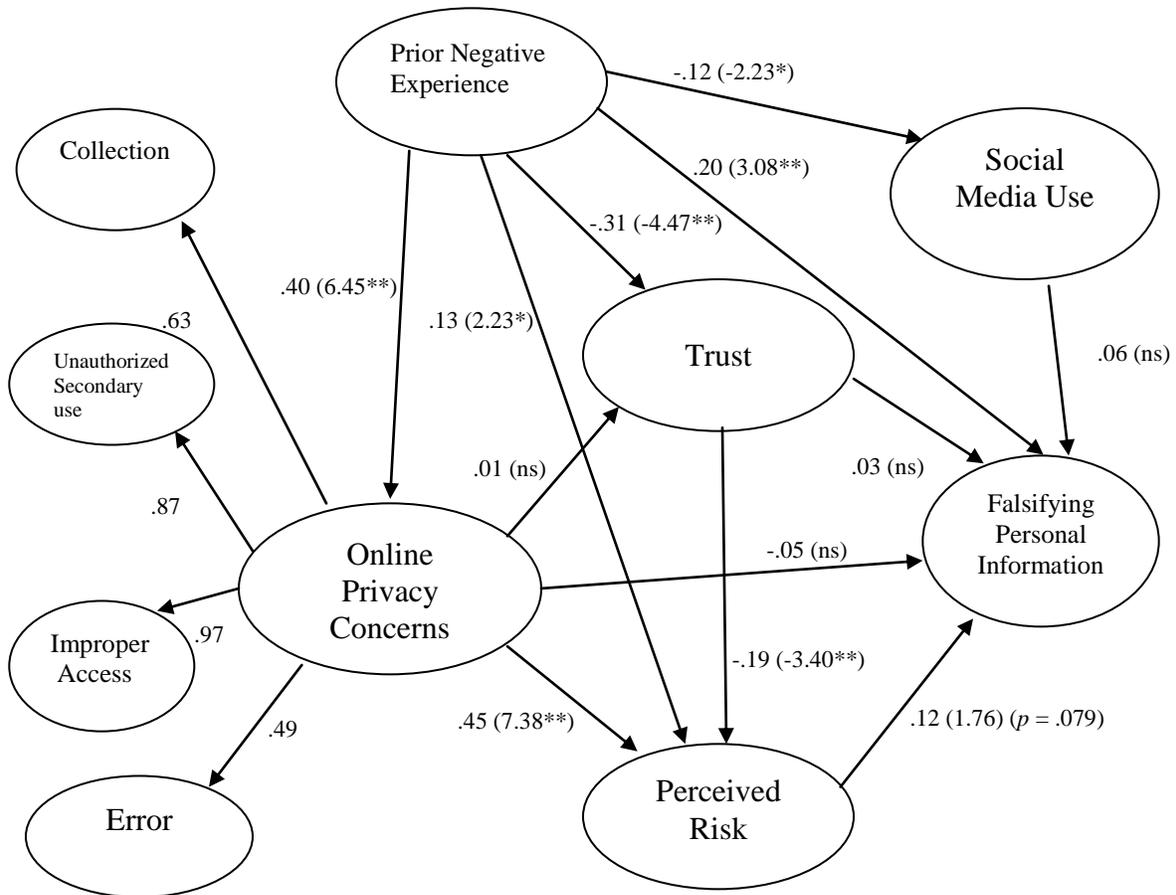 Prior Negative
Experience
-.12 (-2.23*)
Collection
Social
Media Use
.20 (3.08**)
-.31 (-4.47**)
.40 (6.45**)
.13 (2.23*)
.63
Unauthorized
Secondary
use
Trust
.06 (ns)
.01 (ns)
.03 (ns)
.87
Falsifying
Personal
Information
Online
Privacy
Concerns
-.05 (ns)
Improper
Access
.97
-.19 (-3.40**)
.45 (7.38**)
.12 (1.76) (p = .079)
.49
Error
Perceived
Risk